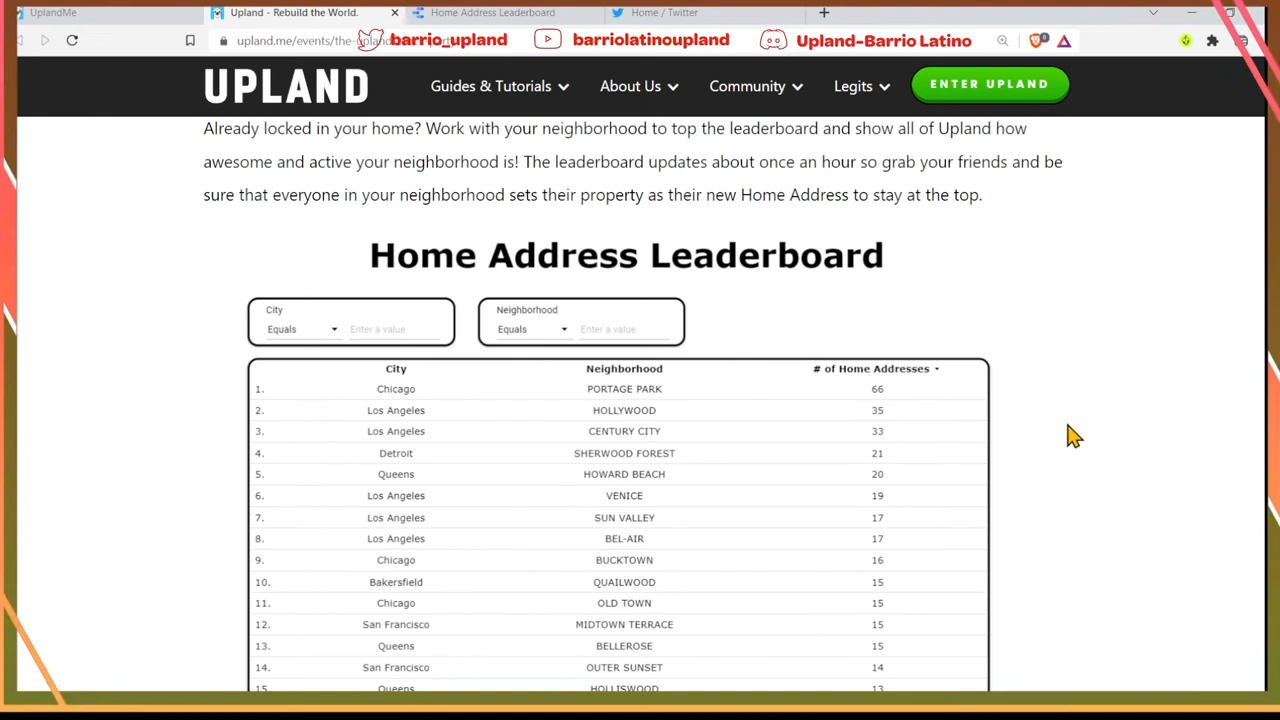 UplandMe
Upland - Rebuild the World.
Home Address Leaderboard
Home / Twitter
upland.me/events/the-upland
barrio_upland
barriolatinoupland
Upland-Barrio Latino
UPLAND
Guides & Tutorials
About Us
Community
Legits
ENTER UPLAND
Already locked in your home? Work with your neighborhood to top the leaderboard and show all of Upland how
awesome and active your neighborhood is! The leaderboard updates about once an hour so grab your friends and be
sure that everyone in your neighborhood sets their property as their new Home Address to stay at the top.
Home Address Leaderboard
City
Equals Enter a value
Neighborhood
Equals Enter a value
City Neighborhood # of Home Addresses
1. Chicago PORTAGE PARK 66
2. Los Angeles HOLLYWOOD 35
3. Los Angeles CENTURY CITY 33
4. Detroit SHERWOOD FOREST 21
5. Queens HOWARD BEACH 20
6. Los Angeles VENICE 19
7. Los Angeles SUN VALLEY 17
8. Los Angeles BEL-AIR 17
9. Chicago BUCKTOWN 16
10. Bakersfield QUAILWOOD 15
11. Chicago OLD TOWN 15
12. San Francisco MIDTOWN TERRACE 15
13. Queens BELLEROSE 15
14. San Francisco OUTER SUNSET 14
15. Queens HOLLISWOOD 13